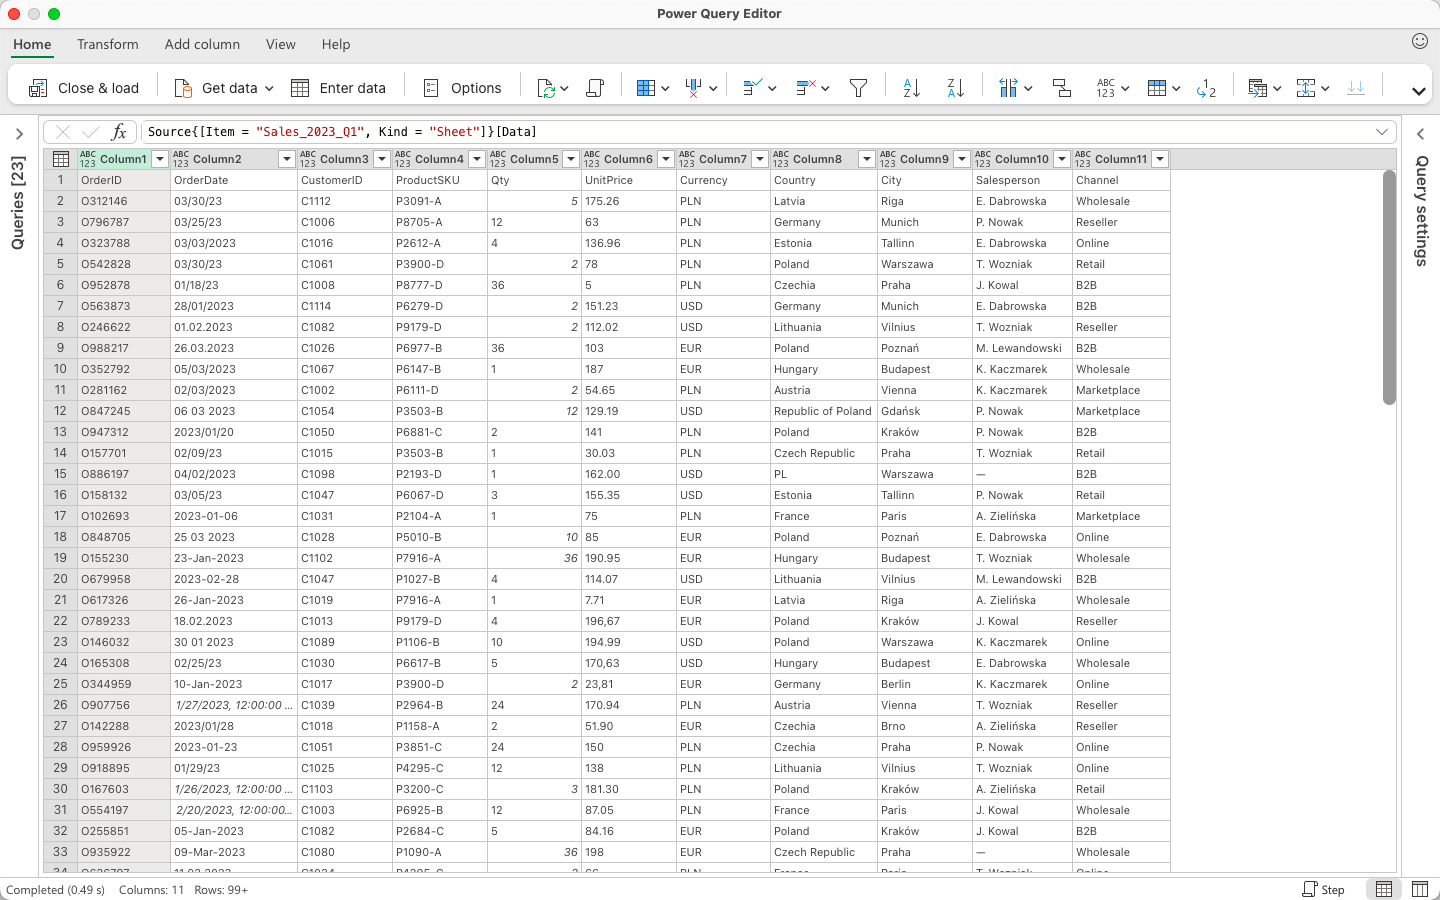 Power Query Editor
Home Transform Add column View Help
Close & load Get data Enter data Options
fx Source{[Item = "Sales_2023_Q1", Kind = "Sheet"]}[Data]
Queries [23]
Query settings
ABC 123 Column1 ABC 123 Column2 ABC 123 Column3 ABC 123 Column4 ABC 123 Column5 ABC 123 Column6 ABC 123 Column7 ABC 123 Column8 ABC 123 Column9 ABC 123 Column10 ABC 123 Column11
1 OrderID OrderDate CustomerID ProductSKU Qty UnitPrice Currency Country City Salesperson Channel
2 O312146 03/30/23 C1112 P3091-A 5 175.26 PLN Latvia Riga E. Dabrowska Wholesale
3 O796787 03/25/23 C1006 P8705-A 12 63 PLN Germany Munich P. Nowak Reseller
4 O323788 03/03/2023 C1016 P2612-A 4 136.96 PLN Estonia Tallinn E. Dabrowska Online
5 O542828 03/30/23 C1061 P3900-D 2 78 PLN Poland Warszawa T. Wozniak Retail
6 O952878 01/18/23 C1008 P8777-D 36 5 PLN Czechia Praha J. Kowal B2B
7 O563873 28/01/2023 C1114 P6279-D 2 151.23 USD Germany Munich E. Dabrowska B2B
8 O246622 01.02.2023 C1082 P9179-D 2 112.02 USD Lithuania Vilnius T. Wozniak Reseller
9 O988217 26.03.2023 C1026 P6977-B 36 103 EUR Poland Poznań M. Lewandowski B2B
10 O352792 05/03/2023 C1067 P6147-B 1 187 EUR Hungary Budapest K. Kaczmarek Wholesale
11 O281162 02/03/2023 C1002 P6111-D 2 54.65 PLN Austria Vienna K. Kaczmarek Marketplace
12 O847245 06 03 2023 C1054 P3503-B 12 129.19 USD Republic of Poland Gdańsk P. Nowak Marketplace
13 O947312 2023/01/20 C1050 P6881-C 2 141 PLN Poland Kraków P. Nowak B2B
14 O157701 02/09/23 C1015 P3503-B 1 30.03 PLN Czech Republic Praha T. Wozniak Retail
15 O886197 04/02/2023 C1098 P2193-D 1 162.00 USD PL Warszawa — B2B
16 O158132 03/05/23 C1047 P6067-D 3 155.35 USD Estonia Tallinn P. Nowak Retail
17 O102693 2023-01-06 C1031 P2104-A 1 75 PLN France Paris A. Zielińska Marketplace
18 O848705 25 03 2023 C1028 P5010-B 10 85 EUR Poland Poznań E. Dabrowska Online
19 O155230 23-Jan-2023 C1102 P7916-A 36 190.95 EUR Hungary Budapest T. Wozniak Wholesale
20 O679958 2023-02-28 C1047 P1027-B 4 114.07 USD Lithuania Vilnius M. Lewandowski B2B
21 O617326 26-Jan-2023 C1019 P7916-A 1 7.71 EUR Latvia Riga A. Zielińska Wholesale
22 O789233 18.02.2023 C1013 P9179-D 4 196,67 EUR Poland Kraków J. Kowal Reseller
23 O146032 30 01 2023 C1089 P1106-B 10 194.99 USD Poland Warszawa K. Kaczmarek Online
24 O165308 02/25/23 C1030 P6617-B 5 170,63 USD Hungary Budapest E. Dabrowska Wholesale
25 O344959 10-Jan-2023 C1017 P3900-D 2 23,81 EUR Germany Berlin K. Kaczmarek Online
26 O907756 1/27/2023, 12:00:00 ... C1039 P2964-B 24 170.94 PLN Austria Vienna T. Wozniak Reseller
27 O142288 2023/01/28 C1018 P1158-A 2 51.90 EUR Czechia Brno A. Zielińska Reseller
28 O959926 2023-01-23 C1051 P3851-C 24 150 PLN Czechia Praha P. Nowak Online
29 O918895 01/29/23 C1025 P4295-C 12 138 PLN Lithuania Vilnius T. Wozniak Online
30 O167603 1/26/2023, 12:00:00 ... C1103 P3200-C 3 181.30 PLN Poland Kraków A. Zielińska Retail
31 O554197 2/20/2023, 12:00:00... C1003 P6925-B 12 87.05 PLN France Paris J. Kowal Wholesale
32 O255851 05-Jan-2023 C1082 P2684-C 5 84.16 EUR Poland Kraków J. Kowal B2B
33 O935922 09-Mar-2023 C1080 P1090-A 36 198 EUR Czech Republic Praha — Wholesale
Completed (0.49 s) Columns: 11 Rows: 99+ Step